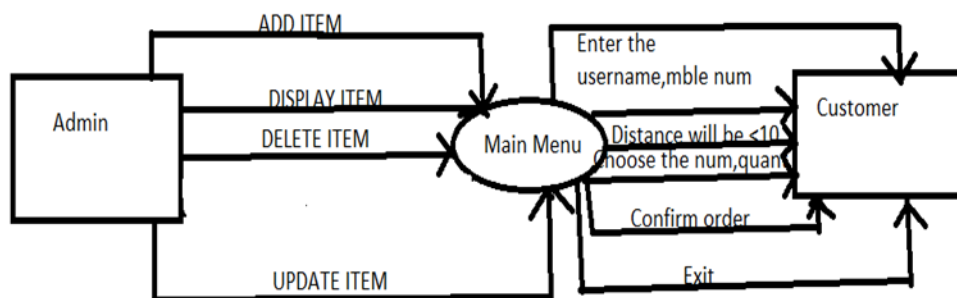 ADD ITEM
Enter the
username,mble num
Admin
DISPLAY ITEM
Customer
DELETE ITEM
Main Menu
Distance will be <10
Choose the num,quan
Confirm order
UPDATE ITEM
Exit